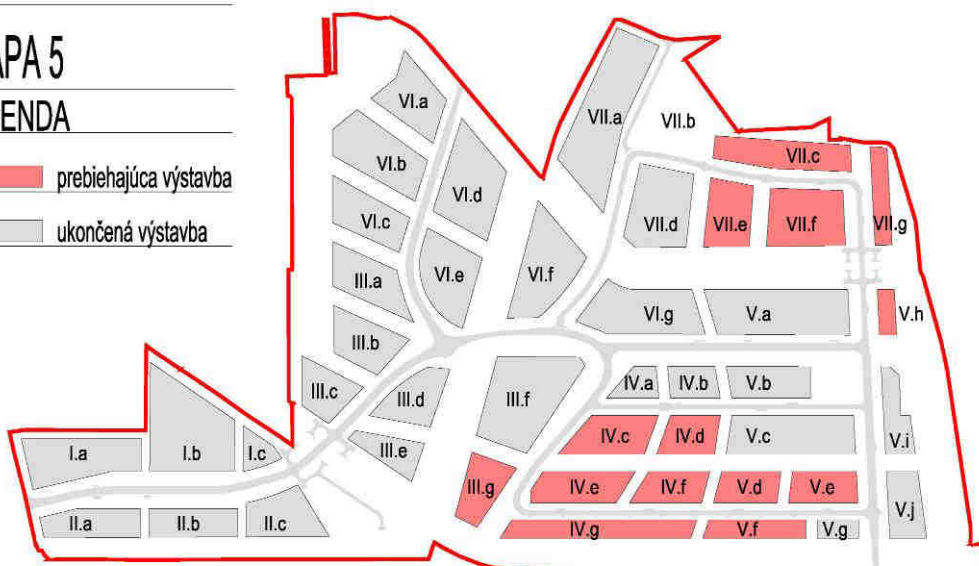 APA 5
ENDA
prebiehajúca výstavba
ukončená výstavba
VI.a
VII.a
VII.b
VI.b
VII.c
VI.d
VI.c
VII.d
VII.e
VII.f
VII.g
III.a
VI.e
VI.f
VI.g
V.a
V.h
III.b
III.c
III.d
III.f
IV.a
IV.b
V.b
I.a
I.b
I.c
III.e
IV.c
IV.d
V.c
V.i
III.g
IV.e
IV.f
V.d
V.e
V.j
II.a
II.b
II.c
IV.g
V.f
V.g